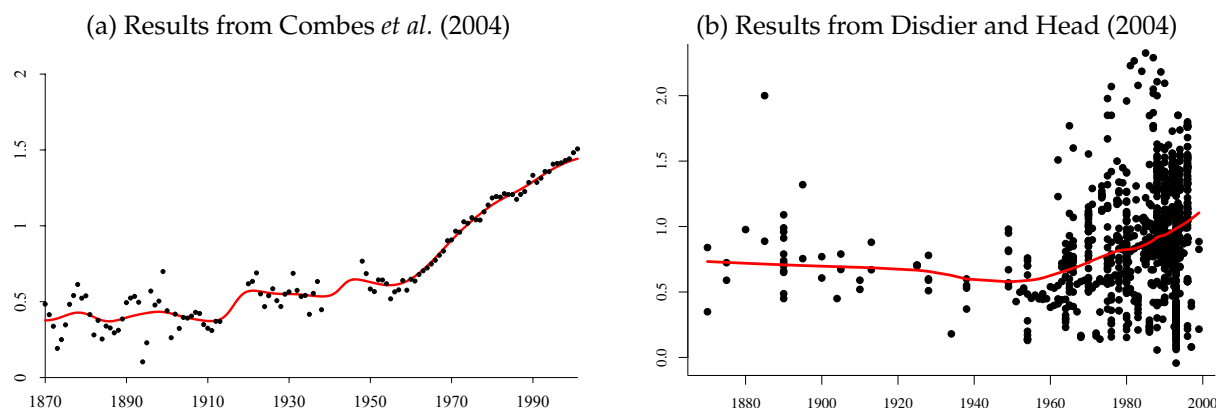 (a) Results from Combes et al. (2004)
2
1.5
1
0.5
0
1870 1890 1910 1930 1950 1970 1990
(b) Results from Disdier and Head (2004)
2.0
1.5
1.0
0.5
0.0
1880 1900 1920 1940 1960 1980 2000